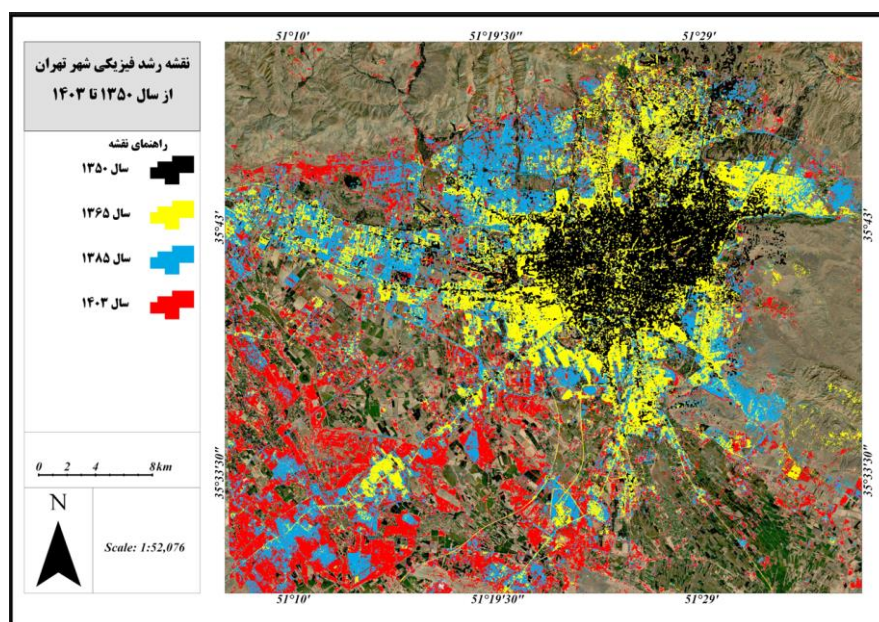 نقشه رشد فیزیکی شهر تهران
از سال ۱۳۵۰ تا ۱۴۰۳
راهنمای نقشه
سال ۱۳۵۰
سال ۱۳۶۵
سال ۱۳۸۵
سال ۱۴۰۳
0 2 4 8km
N
Scale: 1:52,076
51°10' 51°19'30" 51°29'
35°43' 35°43'
35°33'30" 35°33'30"
51°10' 51°19'30" 51°29'